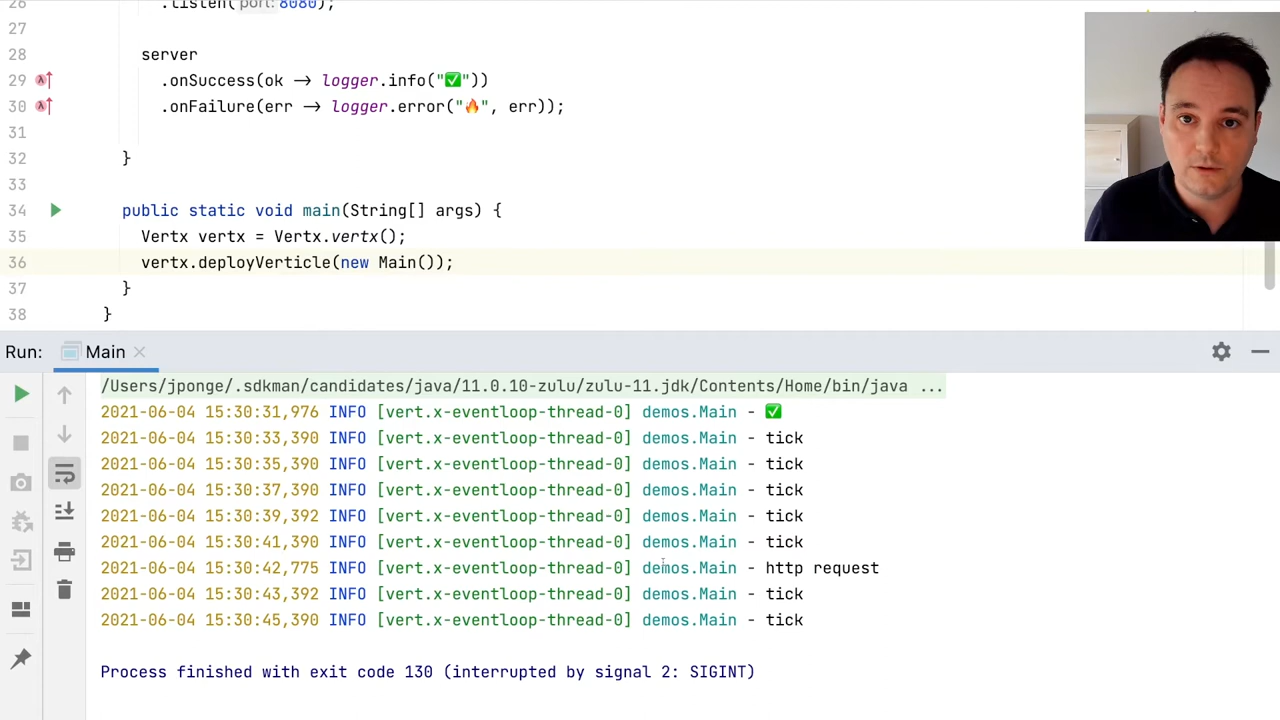 26 .listen( port: 8080);
27
28 server
29 .onSuccess(ok -> logger.info("✅"))
30 .onFailure(err -> logger.error("🔥", err));
31
32 }
33
34 public static void main(String[] args) {
35 Vertx vertx = Vertx.vertx();
36 vertx.deployVerticle(new Main());
37 }
38 }
Run: Main
/Users/jponge/.sdkman/candidates/java/11.0.10-zulu/zulu-11.jdk/Contents/Home/bin/java ...
2021-06-04 15:30:31,976 INFO [vert.x-eventloop-thread-0] demos.Main - ✅
2021-06-04 15:30:33,390 INFO [vert.x-eventloop-thread-0] demos.Main - tick
2021-06-04 15:30:35,390 INFO [vert.x-eventloop-thread-0] demos.Main - tick
2021-06-04 15:30:37,390 INFO [vert.x-eventloop-thread-0] demos.Main - tick
2021-06-04 15:30:39,392 INFO [vert.x-eventloop-thread-0] demos.Main - tick
2021-06-04 15:30:41,390 INFO [vert.x-eventloop-thread-0] demos.Main - tick
2021-06-04 15:30:42,775 INFO [vert.x-eventloop-thread-0] demos.Main - http request
2021-06-04 15:30:43,392 INFO [vert.x-eventloop-thread-0] demos.Main - tick
2021-06-04 15:30:45,390 INFO [vert.x-eventloop-thread-0] demos.Main - tick
Process finished with exit code 130 (interrupted by signal 2: SIGINT)